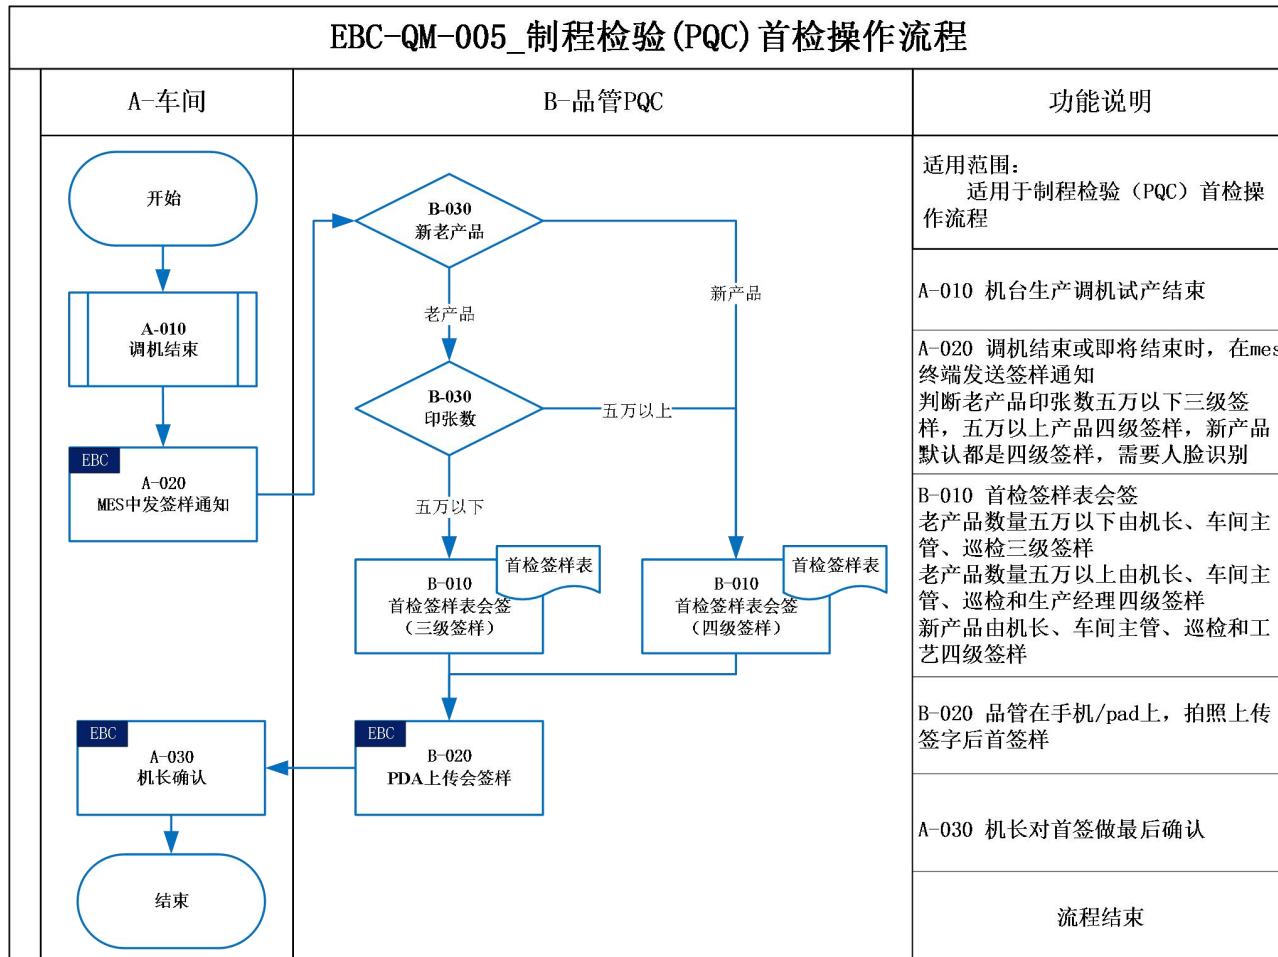 EBC-QM-005_制程检验(PQC)首检操作流程
A-车间
B-品管PQC
功能说明
开始
A-010
调机结束
EBC
A-020
MES中发签样通知
B-030
新老产品
老产品
新产品
B-030
印张数
五万以上
五万以下
首检签样表
B-010
首检签样表会签
(三级签样)
首检签样表
B-010
首检签样表会签
(四级签样)
EBC
B-020
PDA上传会签样
EBC
A-030
机长确认
结束
适用范围：
适用于制程检验（PQC）首检操
作流程
A-010 机台生产调机试产结束
A-020 调机结束或即将结束时，在mes
终端发送签样通知
判断老产品印张数五万以下三级签
样，五万以上产品四级签样，新产品
默认都是四级签样，需要人脸识别
B-010 首检签样表会签
老产品数量五万以下由机长、车间主
管、巡检三级签样
老产品数量五万以上由机长、车间主
管、巡检和生产经理四级签样
新产品由机长、车间主管、巡检和工
艺四级签样
B-020 品管在手机/pad上，拍照上传
签字后首签样
A-030 机长对首签做最后确认
流程结束